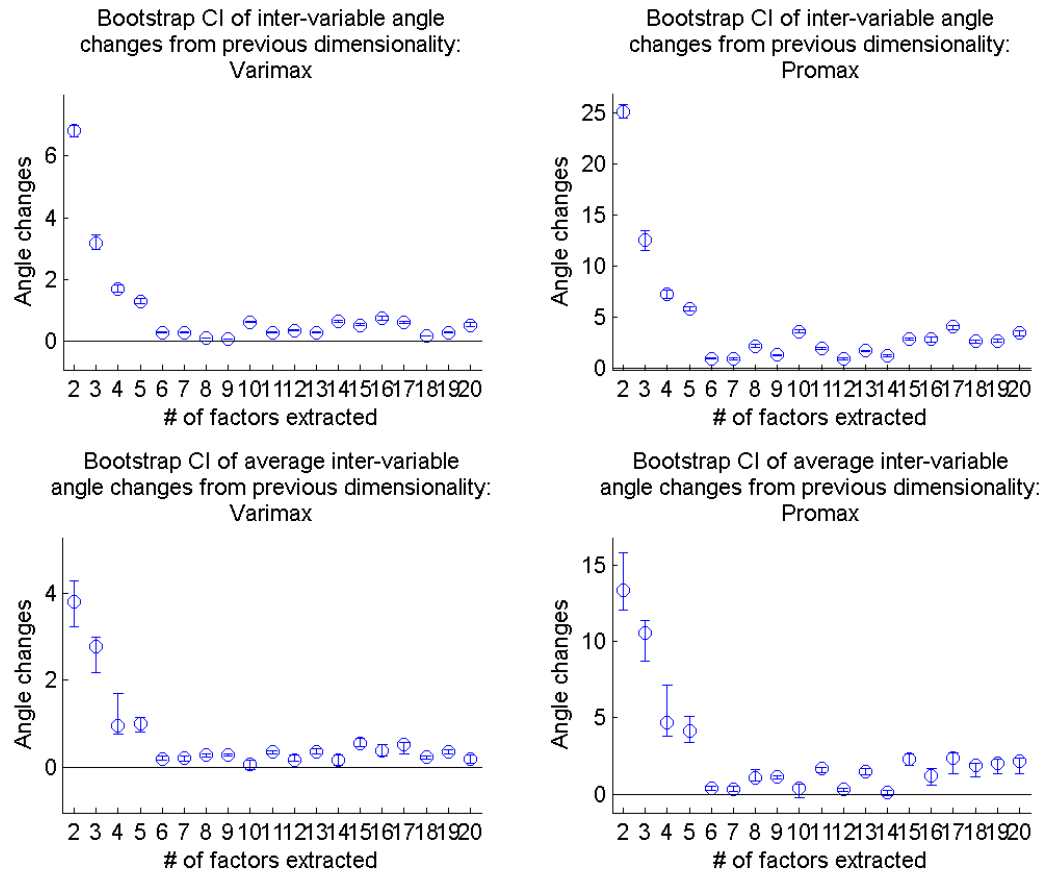 Bootstrap CI of inter-variable angle
changes from previous dimensionality:
Varimax
Angle changes
6
4
2
0
2 3 4 5 6 7 8 9 10 11 12 13 14 15 16 17 18 19 20
# of factors extracted
Bootstrap CI of inter-variable angle
changes from previous dimensionality:
Promax
Angle changes
25
20
15
10
5
0
2 3 4 5 6 7 8 9 10 11 12 13 14 15 16 17 18 19 20
# of factors extracted
Bootstrap CI of average inter-variable
angle changes from previous dimensionality:
Varimax
Angle changes
4
2
0
2 3 4 5 6 7 8 9 10 11 12 13 14 15 16 17 18 19 20
# of factors extracted
Bootstrap CI of average inter-variable
angle changes from previous dimensionality:
Promax
Angle changes
15
10
5
0
2 3 4 5 6 7 8 9 10 11 12 13 14 15 16 17 18 19 20
# of factors extracted